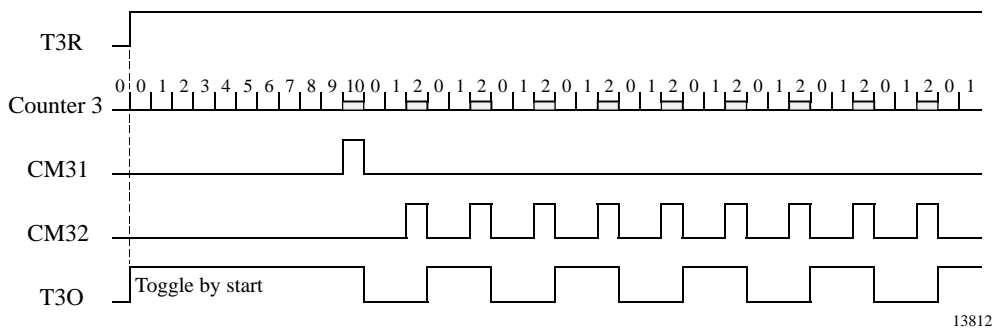 T3R
0 0 1 2 3 4 5 6 7 8 9 10 0 1 2 0 1 2 0 1 2 0 1 2 0 1 2 0 1 2 0 1 2 0 1 2 0 1 2 0 1
Counter 3
CM31
CM32
Toggle by start
T3O
13812